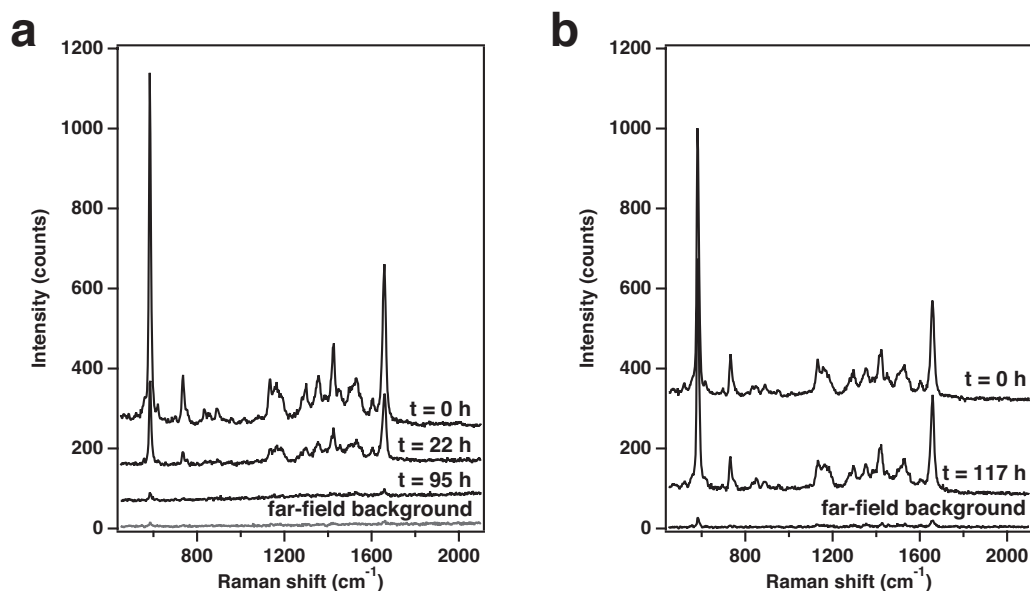 a
1200
1000
800
600
400
200
0
Intensity (counts)
t = 0 h
t = 22 h
t = 95 h
far-field background
800
1200
1600
2000
Raman shift (cm⁻¹)
b
1200
1000
800
600
400
200
0
Intensity (counts)
t = 0 h
t = 117 h
far-field background
800
1200
1600
2000
Raman shift (cm⁻¹)